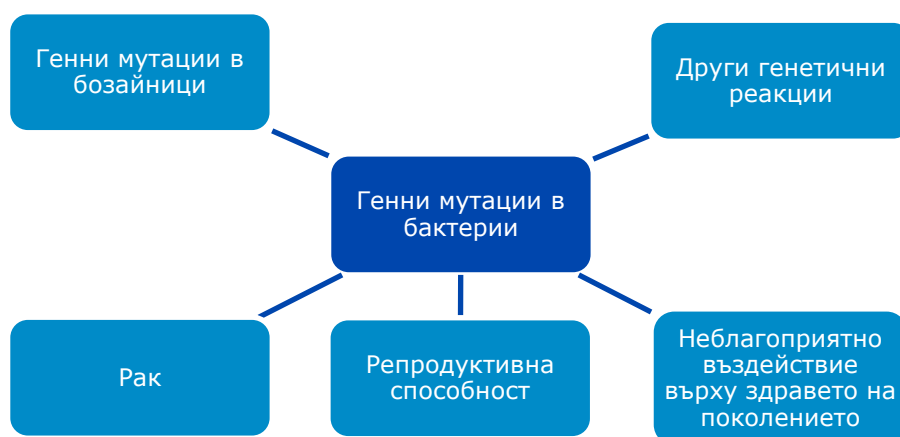 Генни мутации в
бозайници
Други генетични
реакции
Генни мутации в
бактерии
Рак
Репродуктивна
способност
Неблагоприятно
въздействие
върху здравето на
поколението